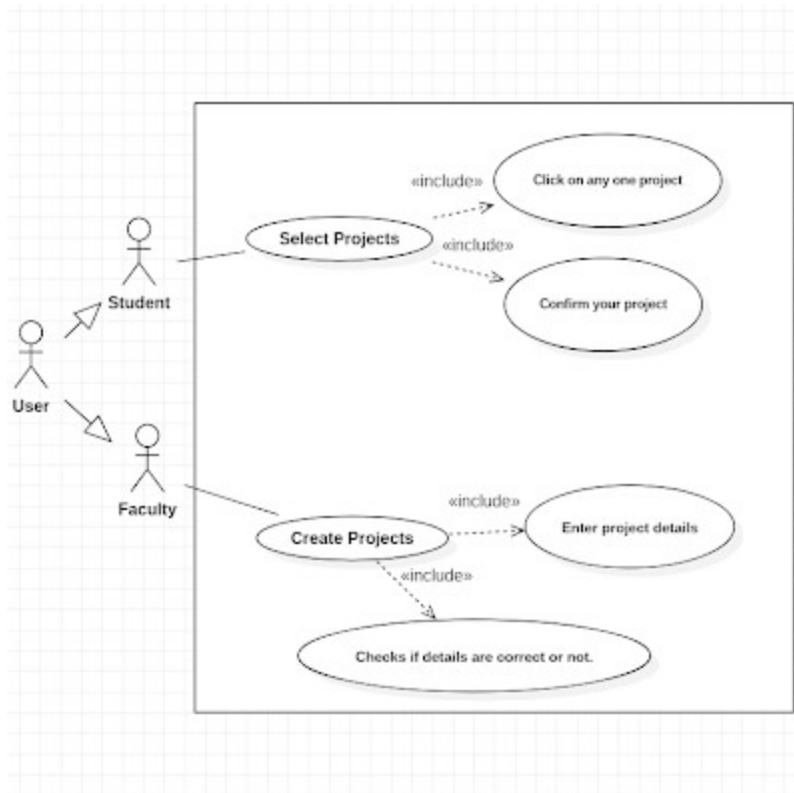 «include»
Click on any one project
Select Projects
«include»
Student
Confirm your project
User
Faculty
«include»
Enter project details
Create Projects
«include»
Checks if details are correct or not.